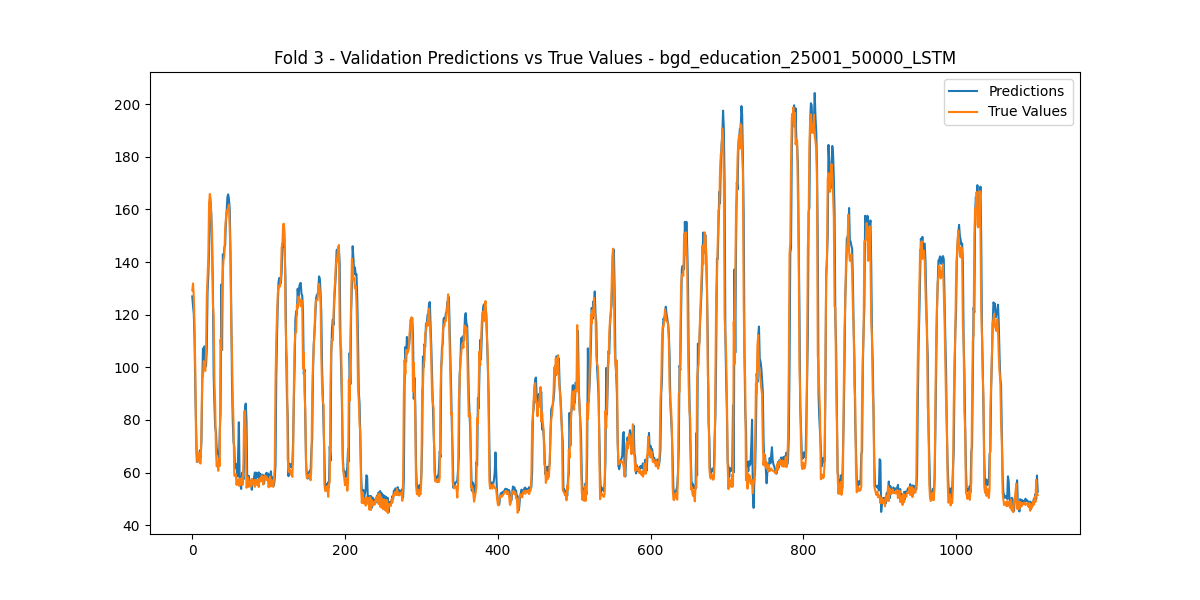 Fold 3 - Validation Predictions vs True Values - bgd_education_25001_50000_LSTM
Predictions
True Values
200
180
160
140
120
100
80
60
40
0 200 400 600 800 1000